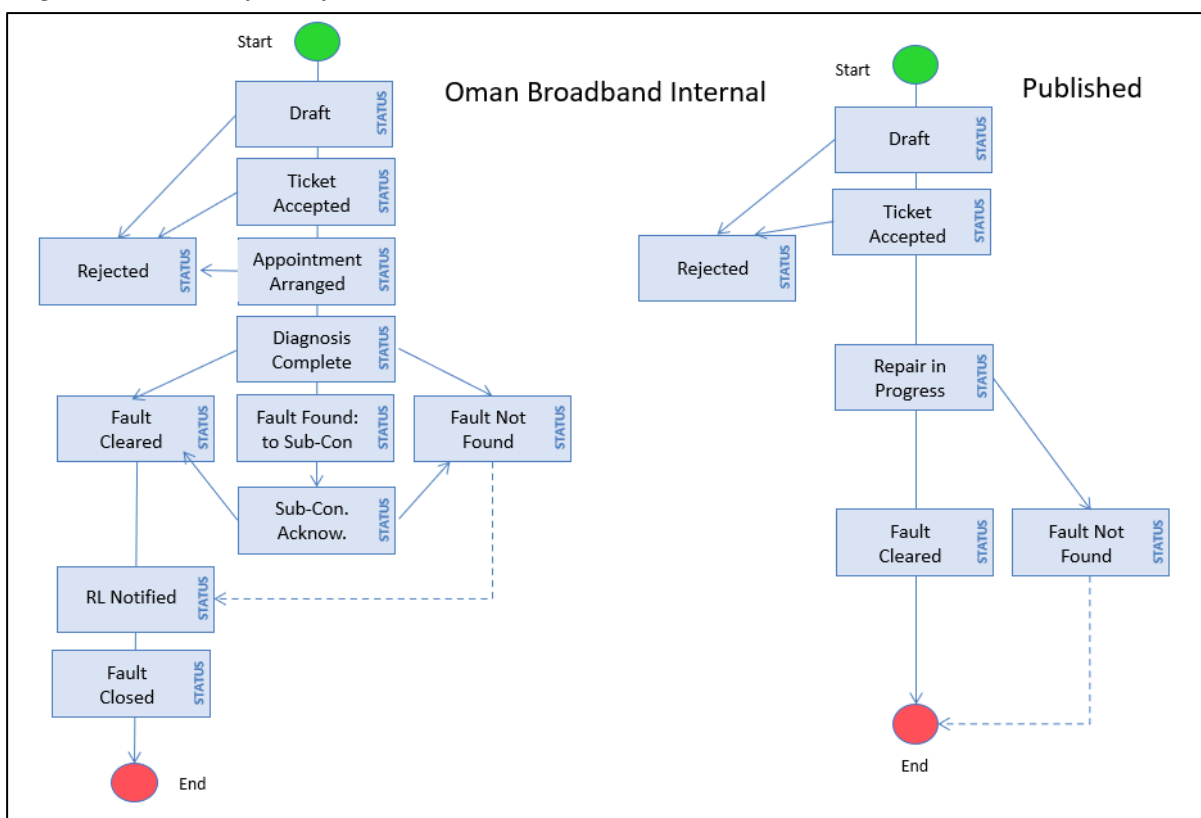 Start
Oman Broadband Internal
Draft
STATUS
Ticket
Accepted
STATUS
Rejected
STATUS
Appointment
Arranged
STATUS
Diagnosis
Complete
STATUS
Fault
Cleared
STATUS
Fault Found:
to Sub-Con
STATUS
Fault Not
Found
STATUS
Sub-Con.
Acknow.
STATUS
RL Notified
STATUS
Fault
Closed
STATUS
End
Start
Published
Draft
STATUS
Ticket
Accepted
STATUS
Rejected
STATUS
Repair in
Progress
STATUS
Fault
Cleared
STATUS
Fault Not
Found
STATUS
End